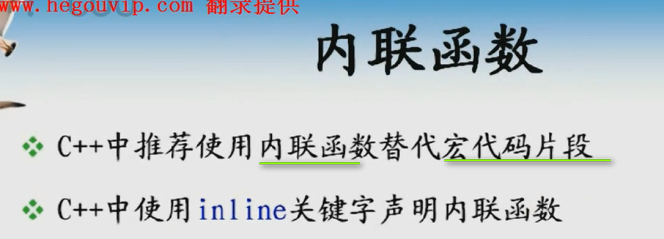 www.hegouvip.com 翻录提供
内联函数
C++中推荐使用内联函数替代宏代码片段
C++中使用inline关键字声明内联函数